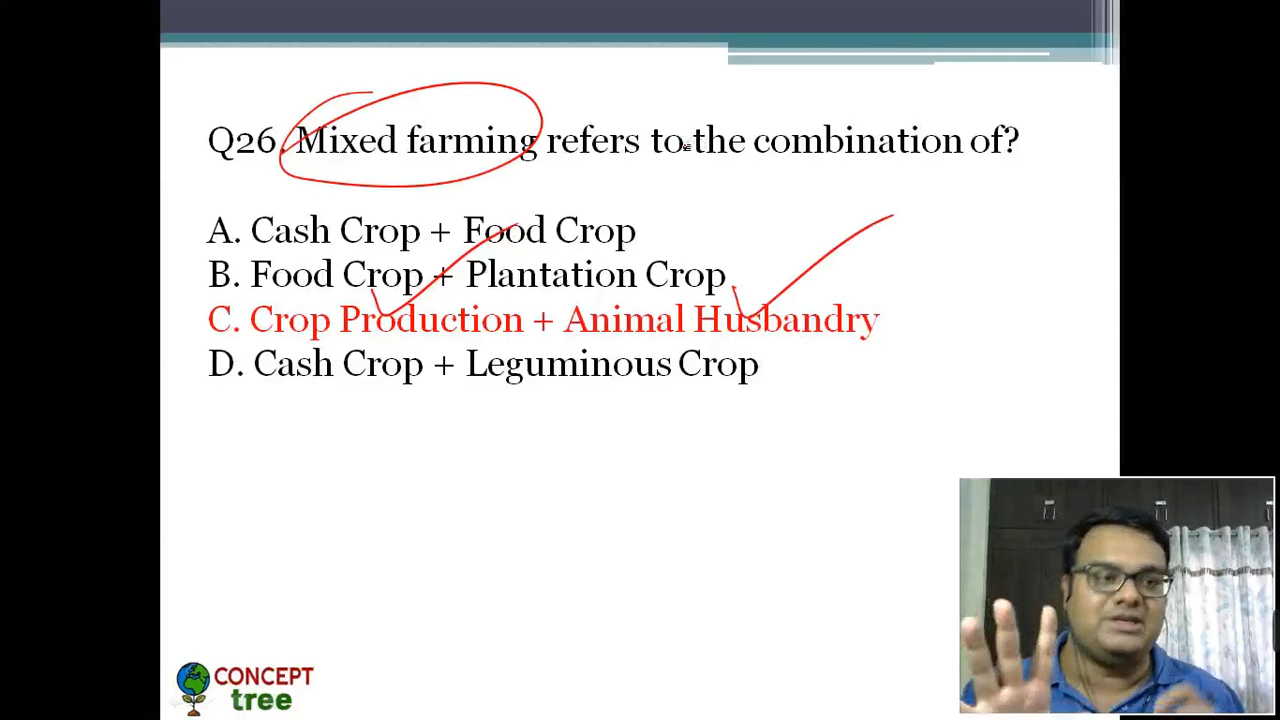 Q26. Mixed farming refers to the combination of?
A. Cash Crop + Food Crop
B. Food Crop + Plantation Crop
C. Crop Production + Animal Husbandry
D. Cash Crop + Leguminous Crop
CONCEPT
tree